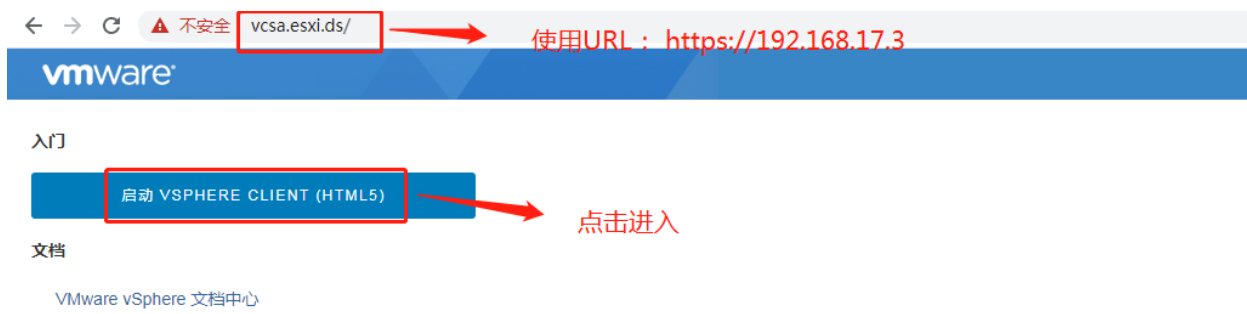 不安全 vcsa.esxi.ds/
使用URL： https://192.168.17.3
vmware
入门
启动 VSPHERE CLIENT (HTML5)
点击进入
文档
VMware vSphere 文档中心